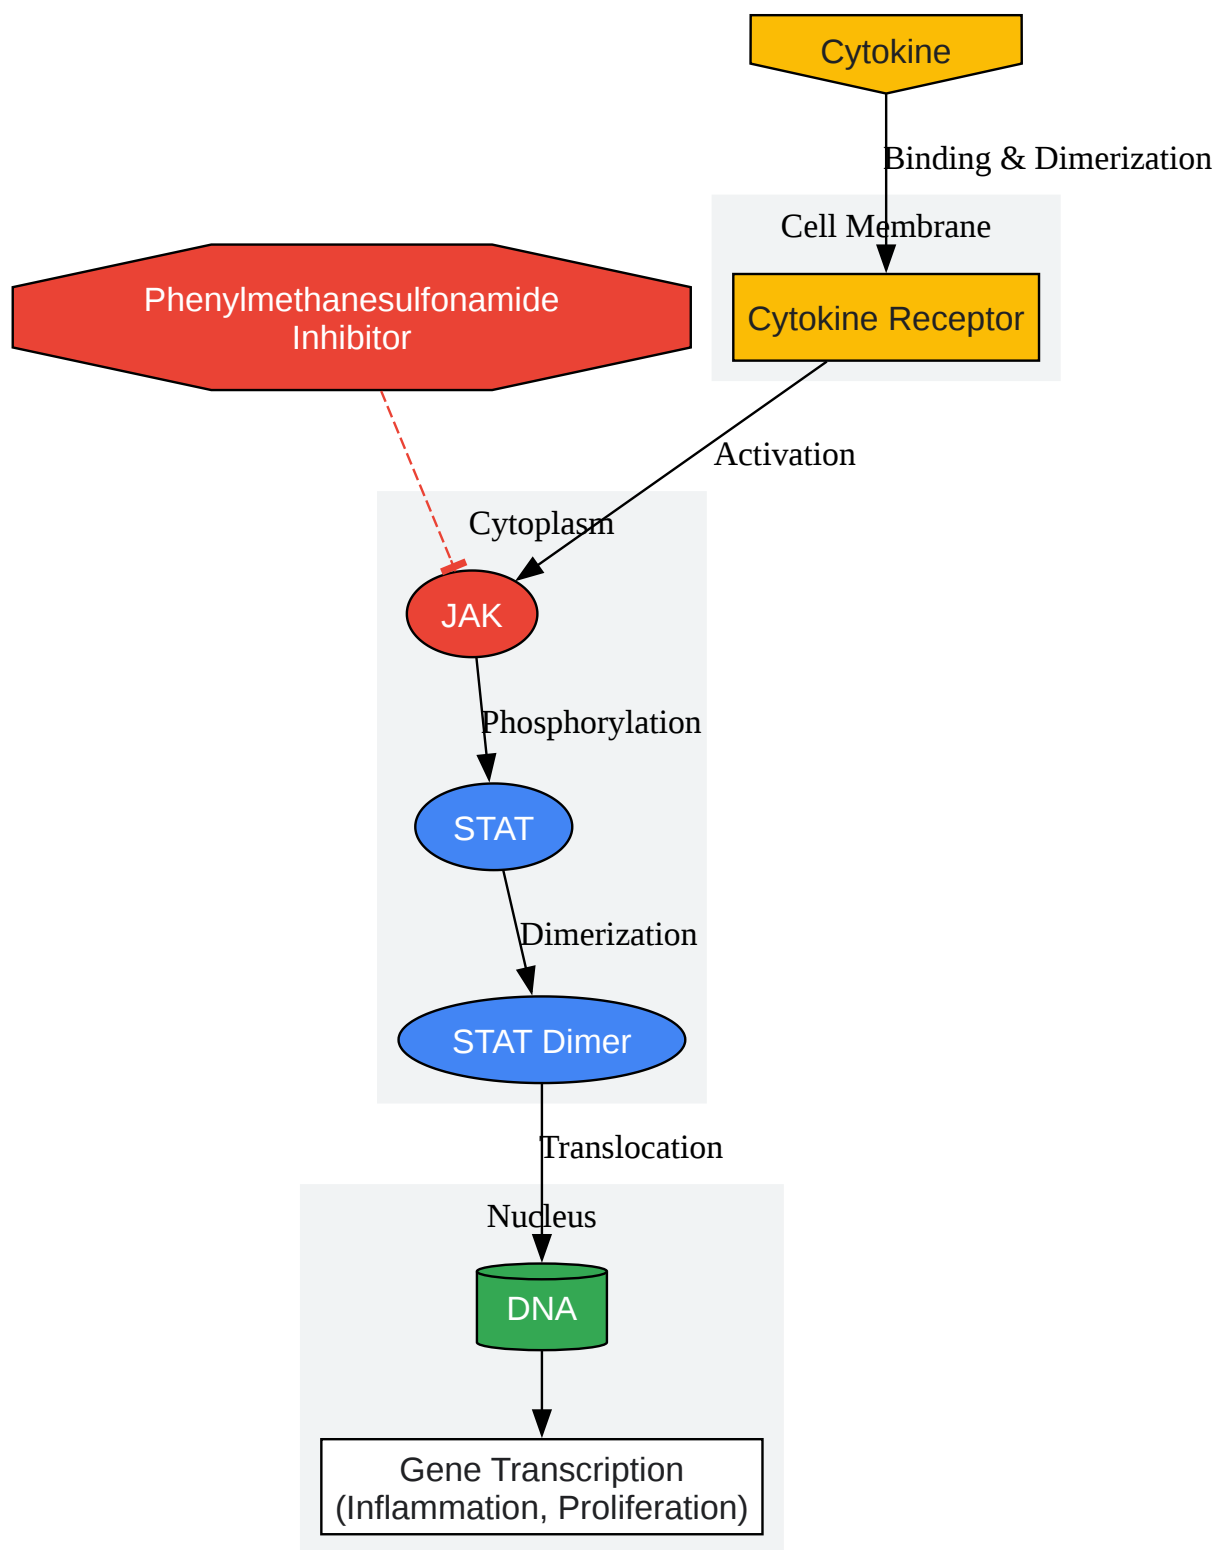 Cytokine
Binding & Dimerization
Cell Membrane
Cytokine Receptor
Phenylmethanesulfonamide
Inhibitor
Activation
Cytoplasm
JAK
Phosphorylation
STAT
Dimerization
STAT Dimer
Translocation
Nucleus
DNA
Gene Transcription
(Inflammation, Proliferation)